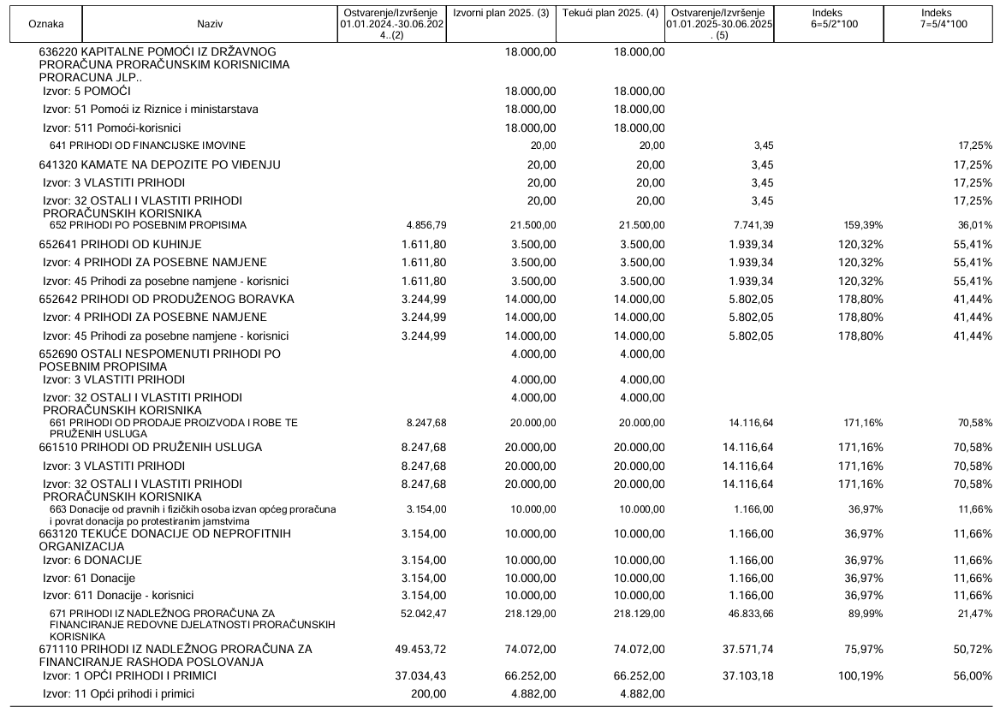 Oznaka Naziv Ostvarenje/Izvršenje 01.01.2024.-30.06.202 4..(2) Izvorni plan 2025. (3) Tekući plan 2025. (4) Ostvarenje/Izvršenje 01.01.2025-30.06.2025 . (5) Indeks 6=5/2*100 Indeks 7=5/4*100
636220 KAPITALNE POMOĆI IZ DRŽAVNOG 18.000,00 18.000,00
PRORAČUNA PRORAČUNSKIM KORISNICIMA
PRORACUNA JLP..
Izvor: 5 POMOĆI 18.000,00 18.000,00
Izvor: 51 Pomoći iz Riznice i ministarstava 18.000,00 18.000,00
Izvor: 511 Pomoći-korisnici 18.000,00 18.000,00
641 PRIHODI OD FINANCIJSKE IMOVINE 20,00 20,00 3,45 17,25%
641320 KAMATE NA DEPOZITE PO VIĐENJU 20,00 20,00 3,45 17,25%
Izvor: 3 VLASTITI PRIHODI 20,00 20,00 3,45 17,25%
Izvor: 32 OSTALI I VLASTITI PRIHODI 20,00 20,00 3,45 17,25%
PRORAČUNSKIH KORISNIKA
652 PRIHODI PO POSEBNIM PROPISIMA 4.856,79 21.500,00 21.500,00 7.741,39 159,39% 36,01%
652641 PRIHODI OD KUHINJE 1.611,80 3.500,00 3.500,00 1.939,34 120,32% 55,41%
Izvor: 4 PRIHODI ZA POSEBNE NAMJENE 1.611,80 3.500,00 3.500,00 1.939,34 120,32% 55,41%
Izvor: 45 Prihodi za posebne namjene - korisnici 1.611,80 3.500,00 3.500,00 1.939,34 120,32% 55,41%
652642 PRIHODI OD PRODUŽENOG BORAVKA 3.244,99 14.000,00 14.000,00 5.802,05 178,80% 41,44%
Izvor: 4 PRIHODI ZA POSEBNE NAMJENE 3.244,99 14.000,00 14.000,00 5.802,05 178,80% 41,44%
Izvor: 45 Prihodi za posebne namjene - korisnici 3.244,99 14.000,00 14.000,00 5.802,05 178,80% 41,44%
652690 OSTALI NESPOMENUTI PRIHODI PO 4.000,00 4.000,00
POSEBNIM PROPISIMA
Izvor: 3 VLASTITI PRIHODI 4.000,00 4.000,00
Izvor: 32 OSTALI I VLASTITI PRIHODI 4.000,00 4.000,00
PRORAČUNSKIH KORISNIKA
661 PRIHODI OD PRODAJE PROIZVODA I ROBE TE 8.247,68 20.000,00 20.000,00 14.116,64 171,16% 70,58%
PRUŽENIH USLUGA
661510 PRIHODI OD PRUŽENIH USLUGA 8.247,68 20.000,00 20.000,00 14.116,64 171,16% 70,58%
Izvor: 3 VLASTITI PRIHODI 8.247,68 20.000,00 20.000,00 14.116,64 171,16% 70,58%
Izvor: 32 OSTALI I VLASTITI PRIHODI 8.247,68 20.000,00 20.000,00 14.116,64 171,16% 70,58%
PRORAČUNSKIH KORISNIKA
663 Donacije od pravnih i fizičkih osoba izvan općeg proračuna 3.154,00 10.000,00 10.000,00 1.166,00 36,97% 11,66%
i povrat donacija po protestiranim jamstvima
663120 TEKUĆE DONACIJE OD NEPROFITNIH 3.154,00 10.000,00 10.000,00 1.166,00 36,97% 11,66%
ORGANIZACIJA
Izvor: 6 DONACIJE 3.154,00 10.000,00 10.000,00 1.166,00 36,97% 11,66%
Izvor: 61 Donacije 3.154,00 10.000,00 10.000,00 1.166,00 36,97% 11,66%
Izvor: 611 Donacije - korisnici 3.154,00 10.000,00 10.000,00 1.166,00 36,97% 11,66%
671 PRIHODI IZ NADLEŽNOG PRORAČUNA ZA 52.042,47 218.129,00 218.129,00 46.833,66 89,99% 21,47%
FINANCIRANJE REDOVNE DJELATNOSTI PRORAČUNSKIH
KORISNIKA
671110 PRIHODI IZ NADLEŽNOG PRORAČUNA ZA 49.453,72 74.072,00 74.072,00 37.571,74 75,97% 50,72%
FINANCIRANJE RASHODA POSLOVANJA
Izvor: 1 OPĆI PRIHODI I PRIMICI 37.034,43 66.252,00 66.252,00 37.103,18 100,19% 56,00%
Izvor: 11 Opći prihodi i primici 200,00 4.882,00 4.882,00